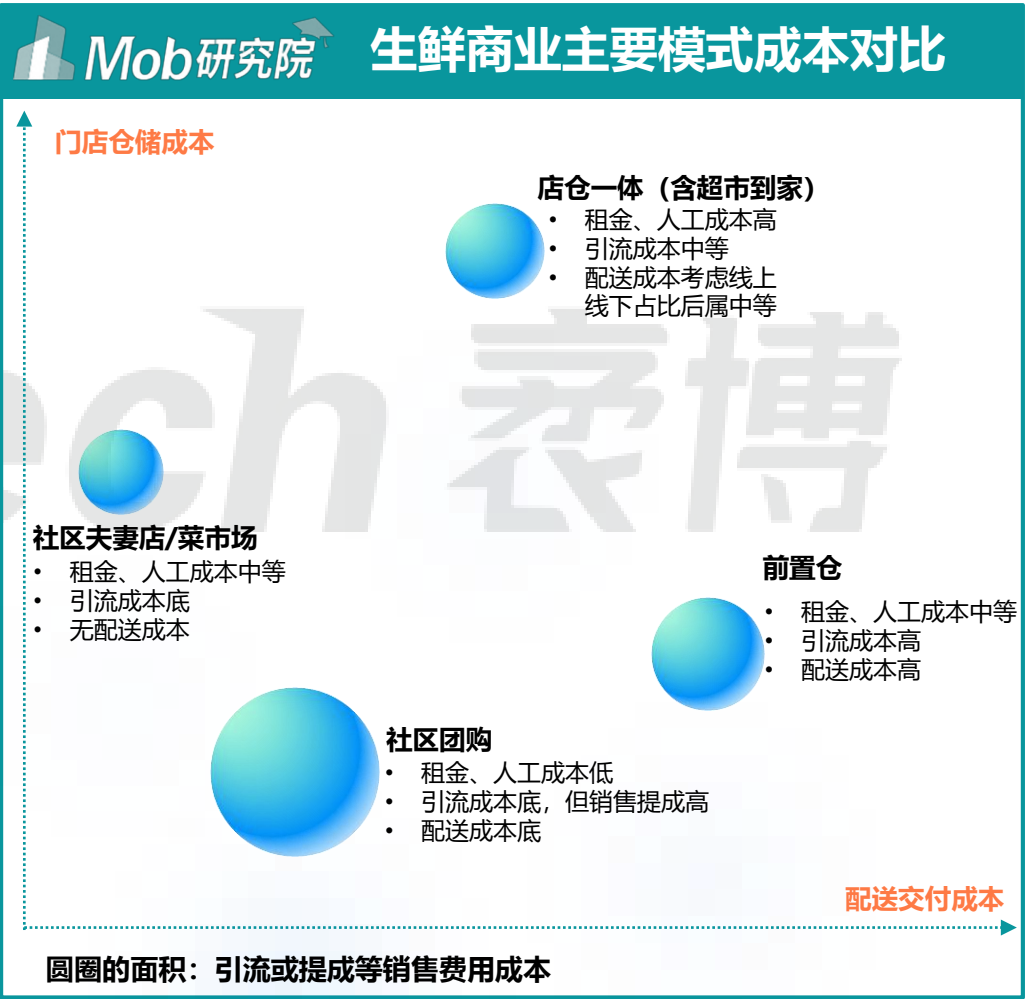 Mob研究院
生鲜商业主要模式成本对比
门店仓储成本
店仓一体（含超市到家）
• 租金、人工成本高
• 引流成本中等
• 配送成本考虑线上
线下占比后属中等
ech 袤博
社区夫妻店/菜市场
• 租金、人工成本中等
• 引流成本底
• 无配送成本
前置仓
• 租金、人工成本中等
• 引流成本高
• 配送成本高
社区团购
• 租金、人工成本低
• 引流成本底，但销售提成高
• 配送成本底
配送交付成本
圆圈的面积：引流或提成等销售费用成本